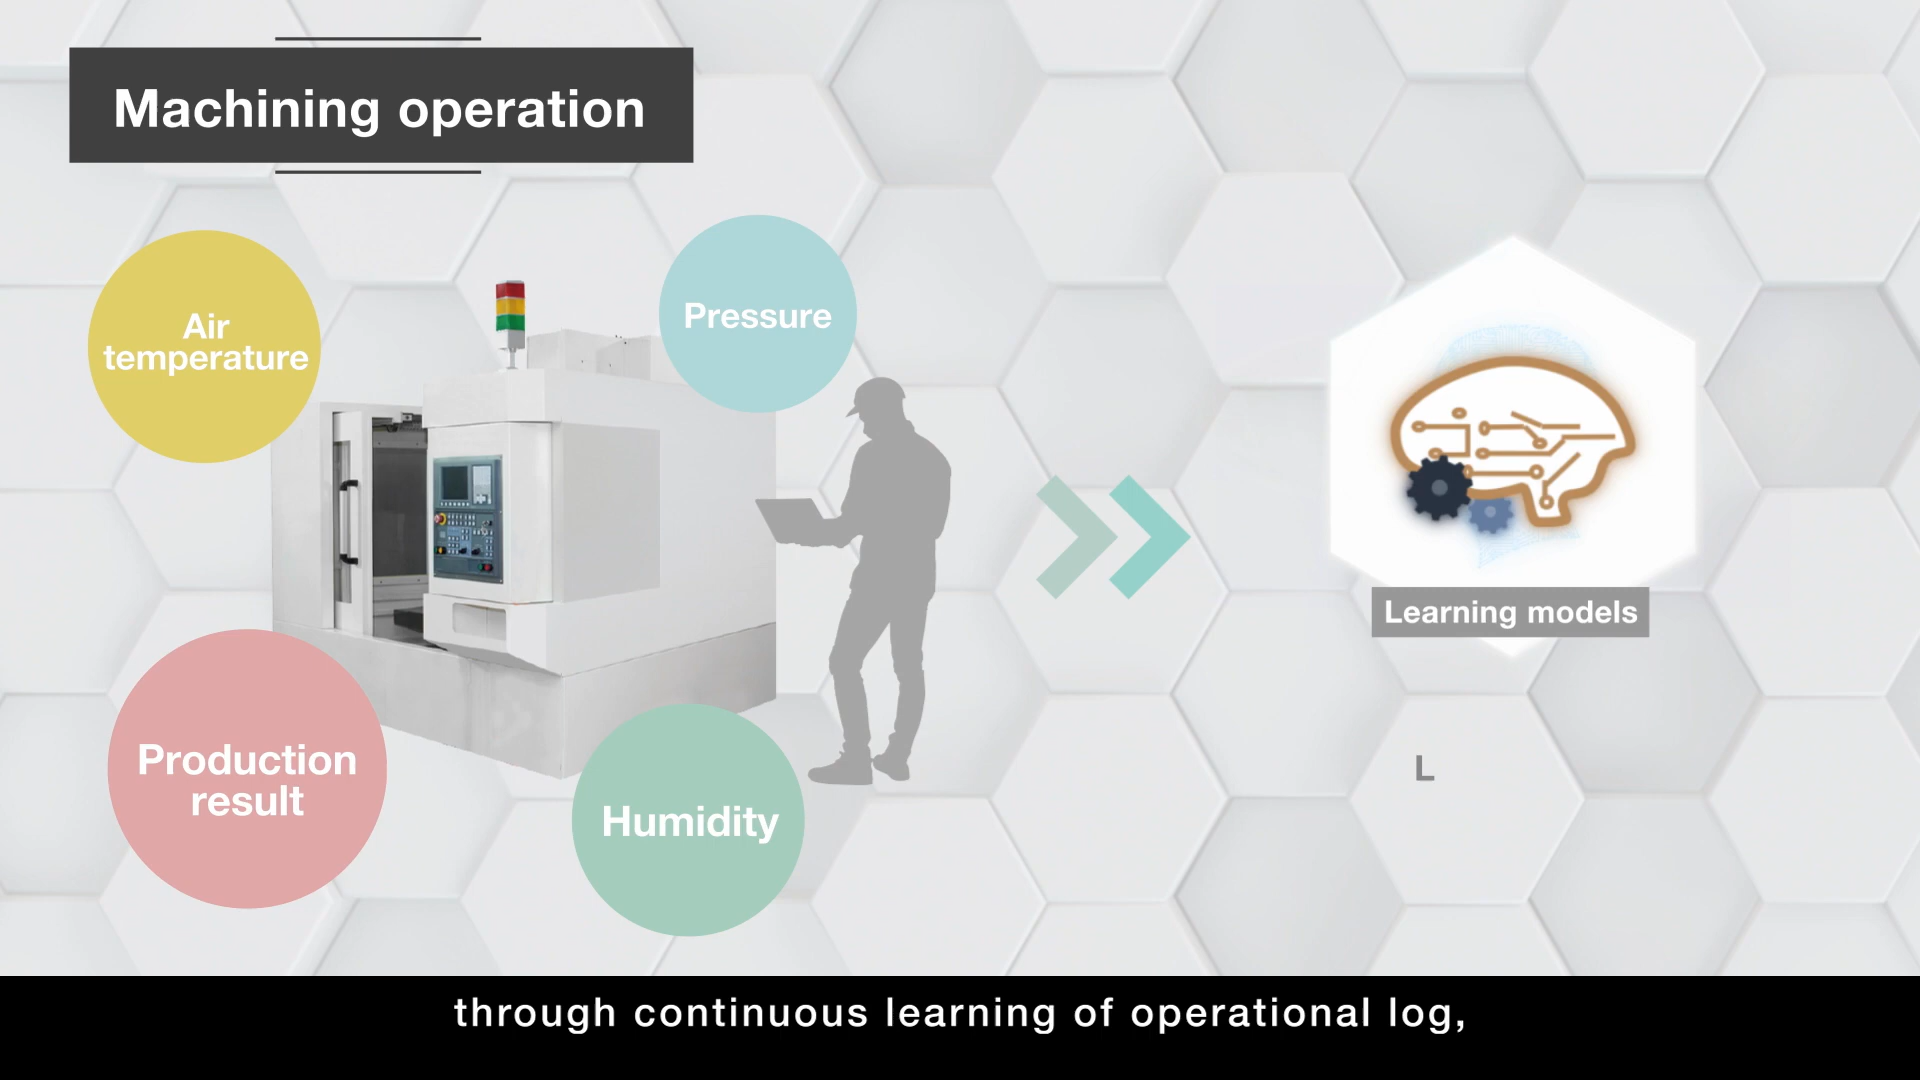 Machining operation
Air
temperature
Pressure
Learning models
Production
result
Humidity
L
through continuous learning of operational log,